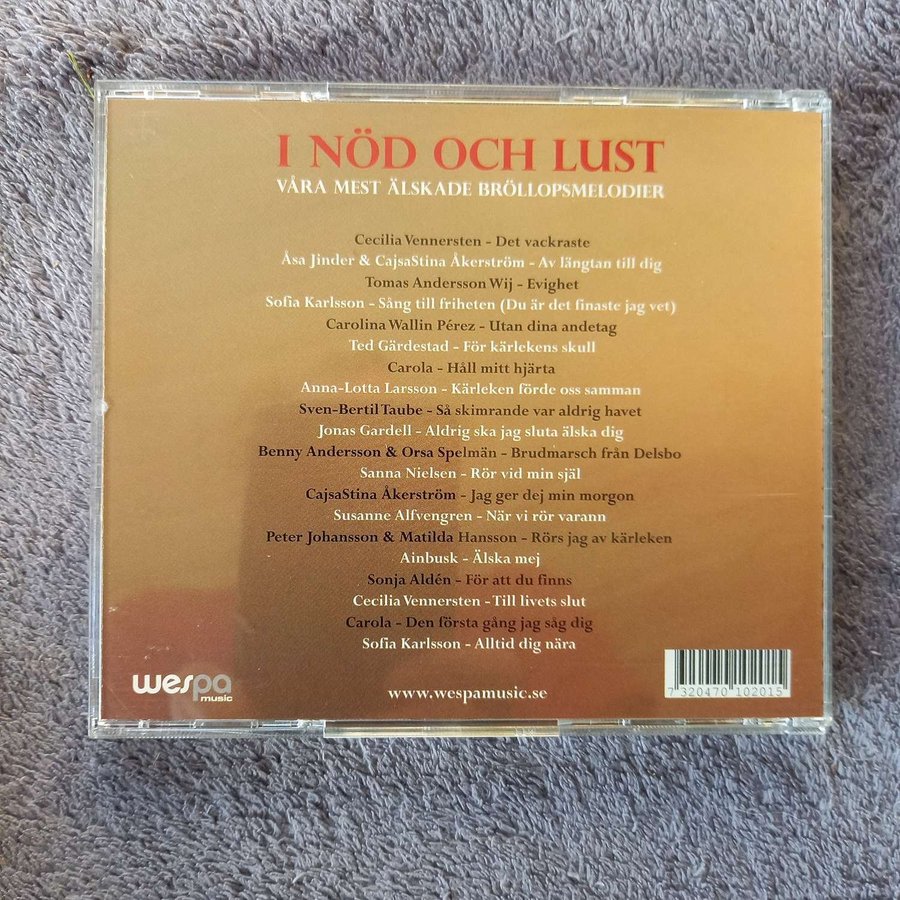 I NÖD OCH LUST
VÅRA MEST ÄLSKADE BRÖLLOPSMELODIER
Cecilia Vennersten - Det vackraste
Åsa Jinder & CajsaStina Åkerström - Av längtan till dig
Tomas Andersson Wij - Evighet
Sofia Karlsson - Sång till friheten (Du är det finaste jag vet)
Carolina Wallin Pérez - Utan dina andetag
Ted Gärdestad - För kärlekens skull
Carola - Håll mitt hjärta
Anna-Lotta Larsson - Kärleken förde oss samman
Sven-Bertil Taube - Så skimrande var aldrig havet
Jonas Gardell - Aldrig ska jag sluta älska dig
Benny Andersson & Orsa Spelmän - Brudmarsch från Delsbo
Sanna Nielsen - Rör vid min själ
CajsaStina Åkerström - Jag ger dej min morgon
Susanne Alfvengren - När vi rör varann
Peter Johansson & Matilda Hansson - Rörs jag av kärleken
Ainbusk - Älska mej
Sonja Aldén - För att du finns
Cecilia Vennersten - Till livets slut
Carola - Den första gång jag såg dig
Sofia Karlsson - Alltid dig nära
wespa
music
www.wespamusic.se
7 320470 102015